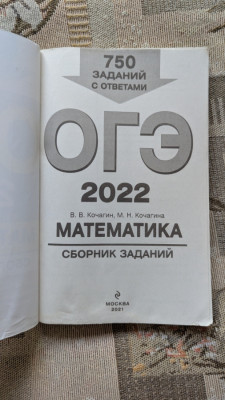 750
ЗАДАНИЙ
С ОТВЕТАМИ
ОГЭ
2022
В. В. Кочагин, М. Н. Кочагина
МАТЕМАТИКА
СБОРНИК ЗАДАНИЙ
МОСКВА
2021